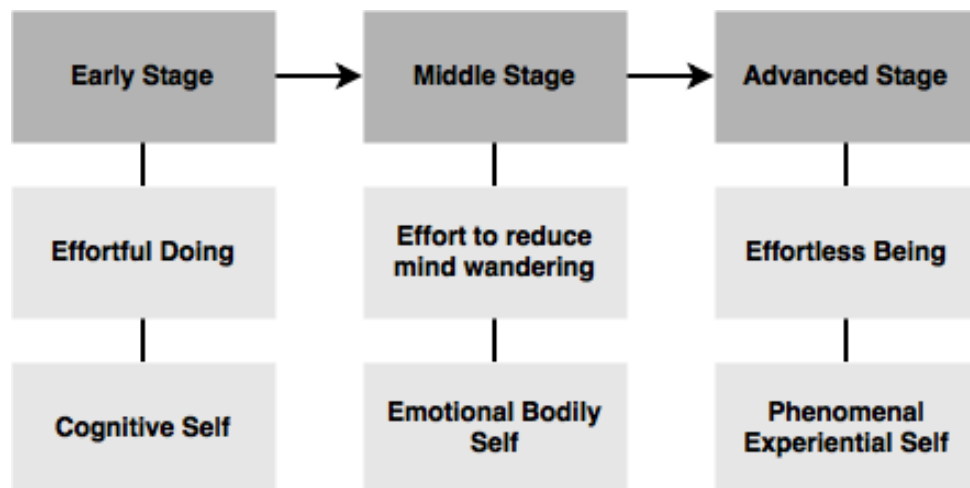 Early Stage
Middle Stage
Advanced Stage
Effortful Doing
Effort to reduce
mind wandering
Effortless Being
Cognitive Self
Emotional Bodily
Self
Phenomenal
Experiential Self